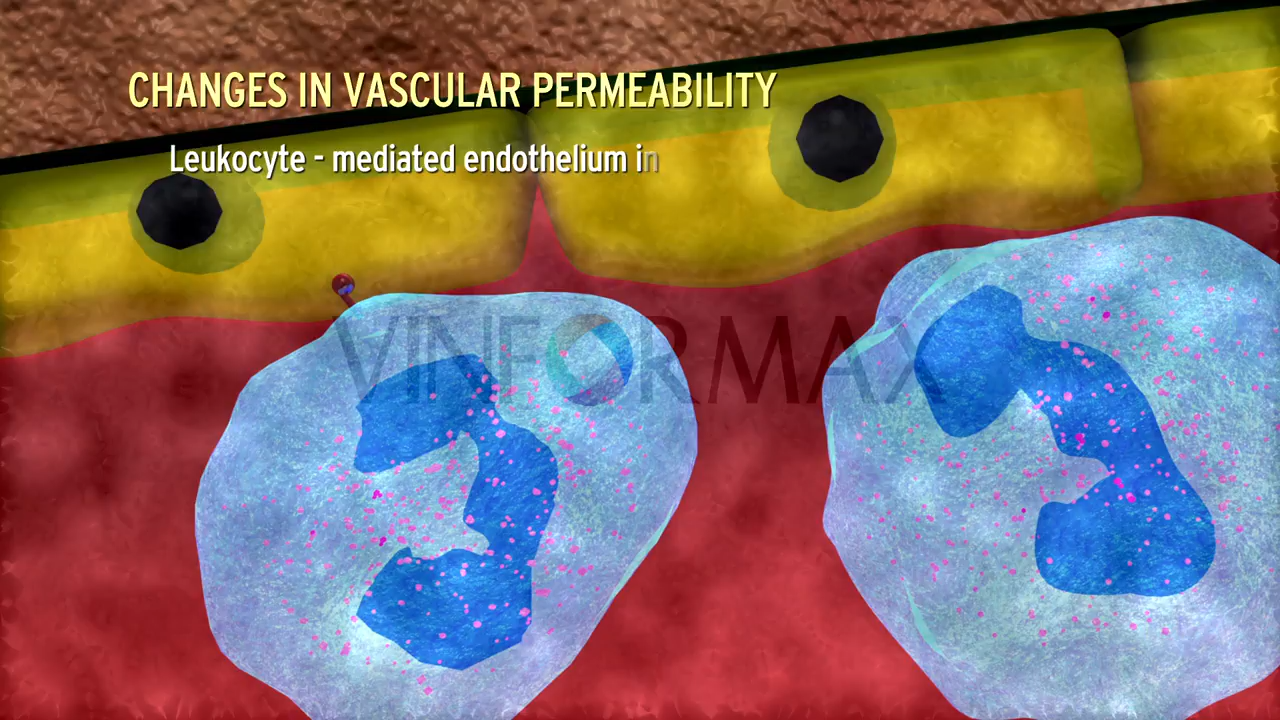 CHANGES IN VASCULAR PERMEABILITY
Leukocyte - mediated endothelium in
VINFORMAX